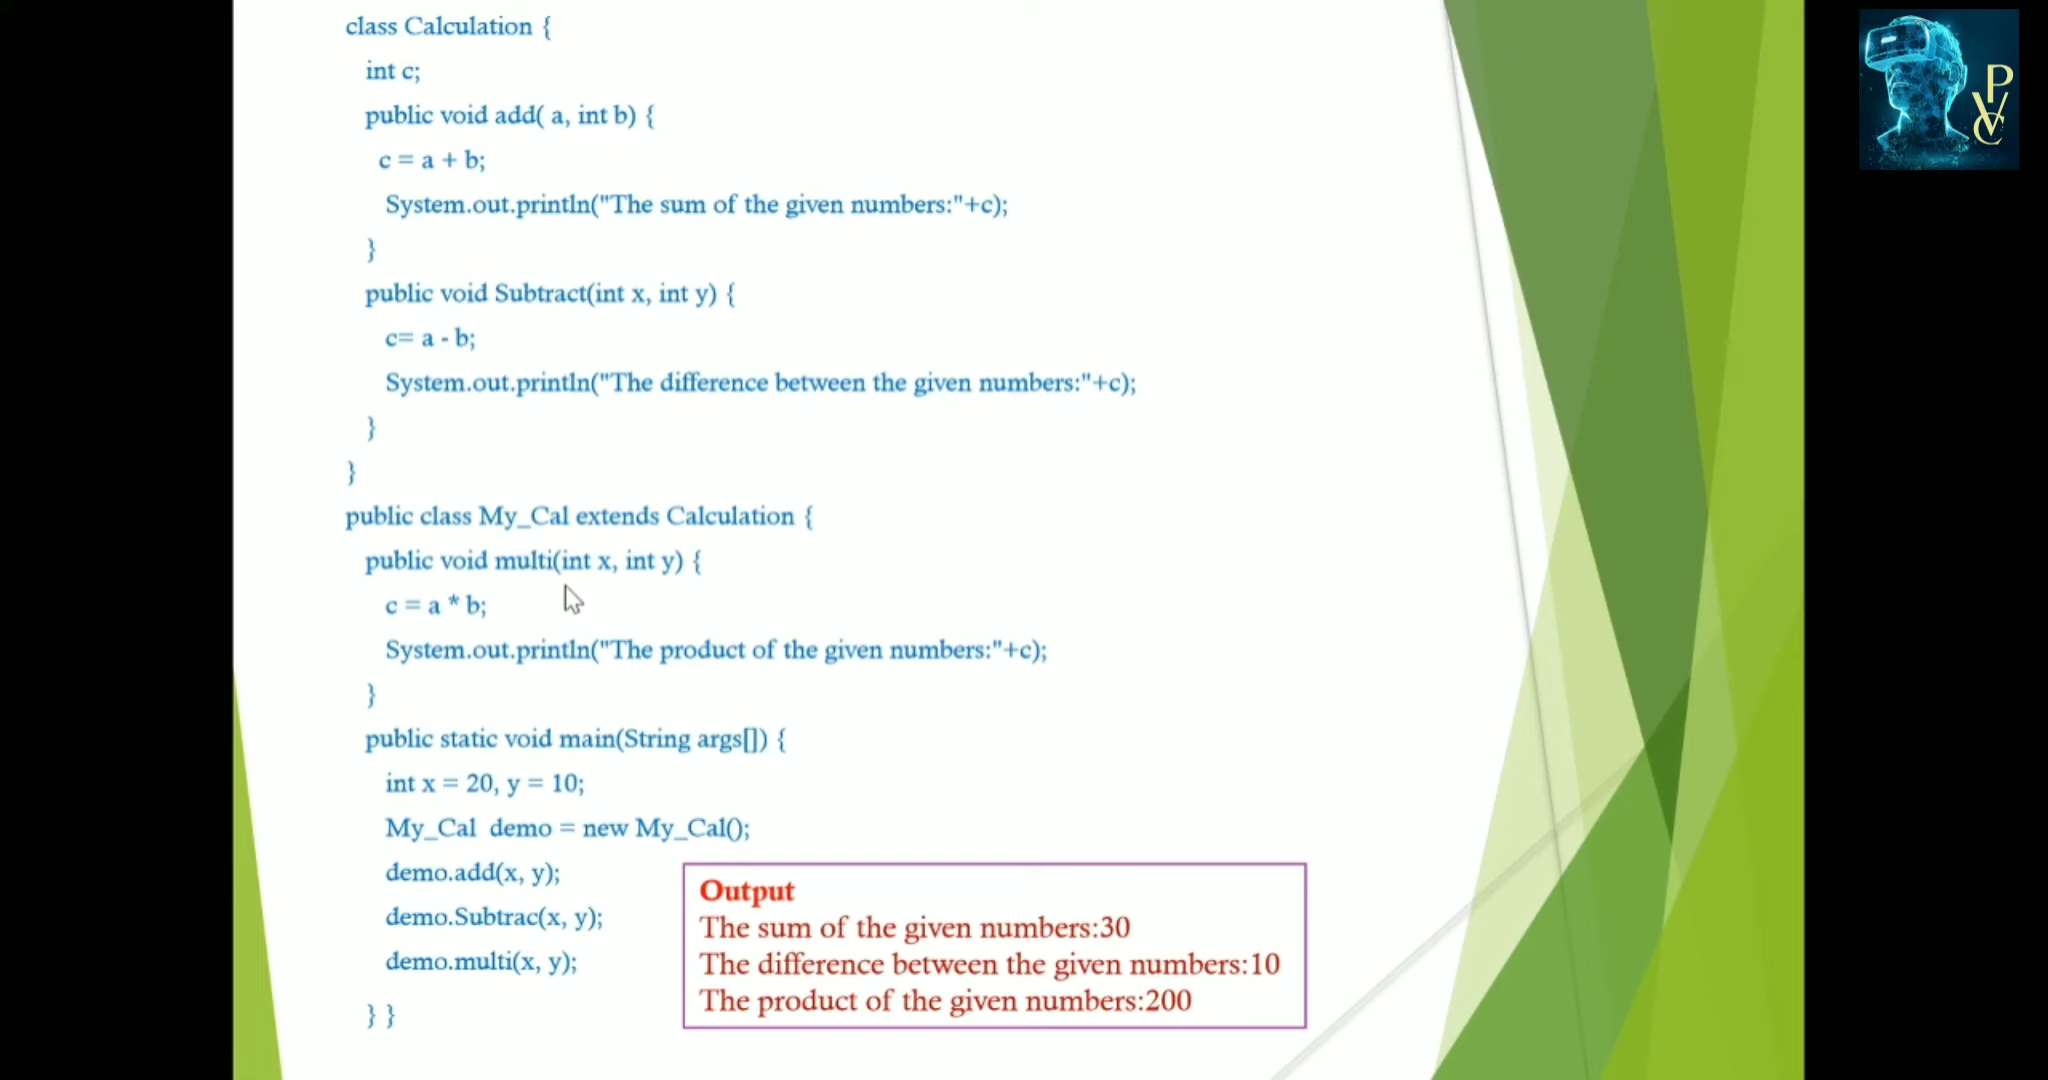 class Calculation {
int c;
public void add( a, int b) {
c = a + b;
System.out.println("The sum of the given numbers:"+c);
}
public void Subtract(int x, int y) {
c= a - b;
System.out.println("The difference between the given numbers:"+c);
}
}
public class My_Cal extends Calculation {
public void multi(int x, int y) {
c = a * b;
System.out.println("The product of the given numbers:"+c);
}
public static void main(String args[]) {
int x = 20, y = 10;
My_Cal demo = new My_Cal();
demo.add(x, y);
demo.Subtrac(x, y);
demo.multi(x, y);
} }
Output
The sum of the given numbers:30
The difference between the given numbers:10
The product of the given numbers:200
P
V
C